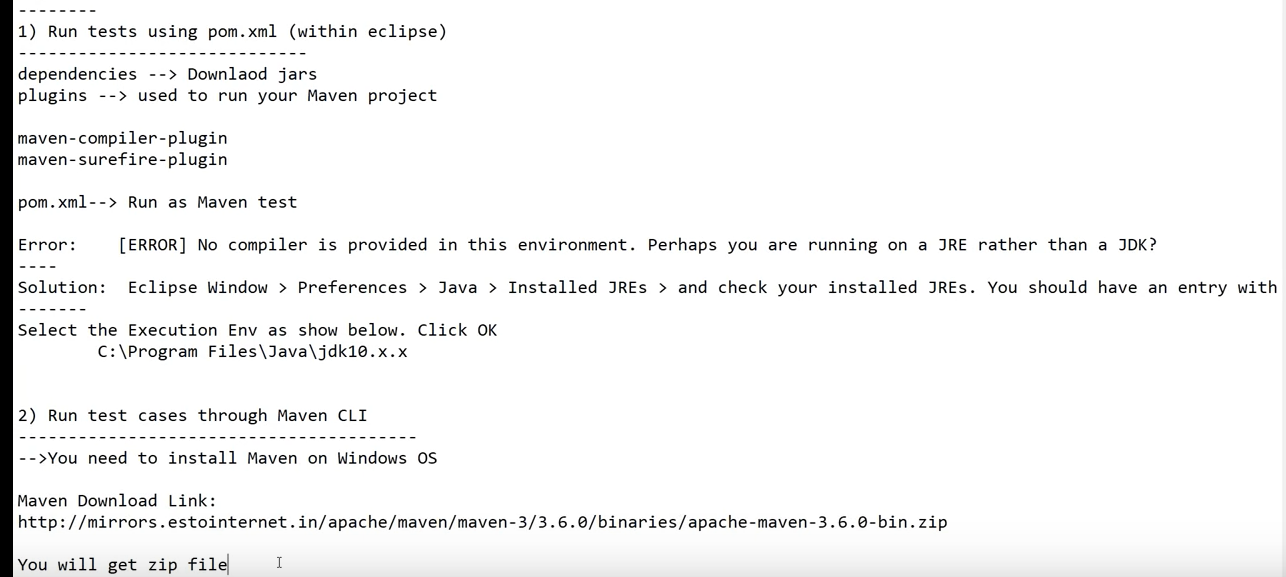 --------
1) Run tests using pom.xml (within eclipse)
-----------------------------
dependencies --> Downlaod jars
plugins --> used to run your Maven project
maven-compiler-plugin
maven-surefire-plugin
pom.xml--> Run as Maven test
Error:    [ERROR] No compiler is provided in this environment. Perhaps you are running on a JRE rather than a JDK?
----
Solution:  Eclipse Window > Preferences > Java > Installed JREs > and check your installed JREs. You should have an entry with
-------
Select the Execution Env as show below. Click OK
        C:\Program Files\Java\jdk10.x.x
2) Run test cases through Maven CLI
----------------------------------------
-->You need to install Maven on Windows OS
Maven Download Link:
http://mirrors.estointernet.in/apache/maven/maven-3/3.6.0/binaries/apache-maven-3.6.0-bin.zip
You will get zip file